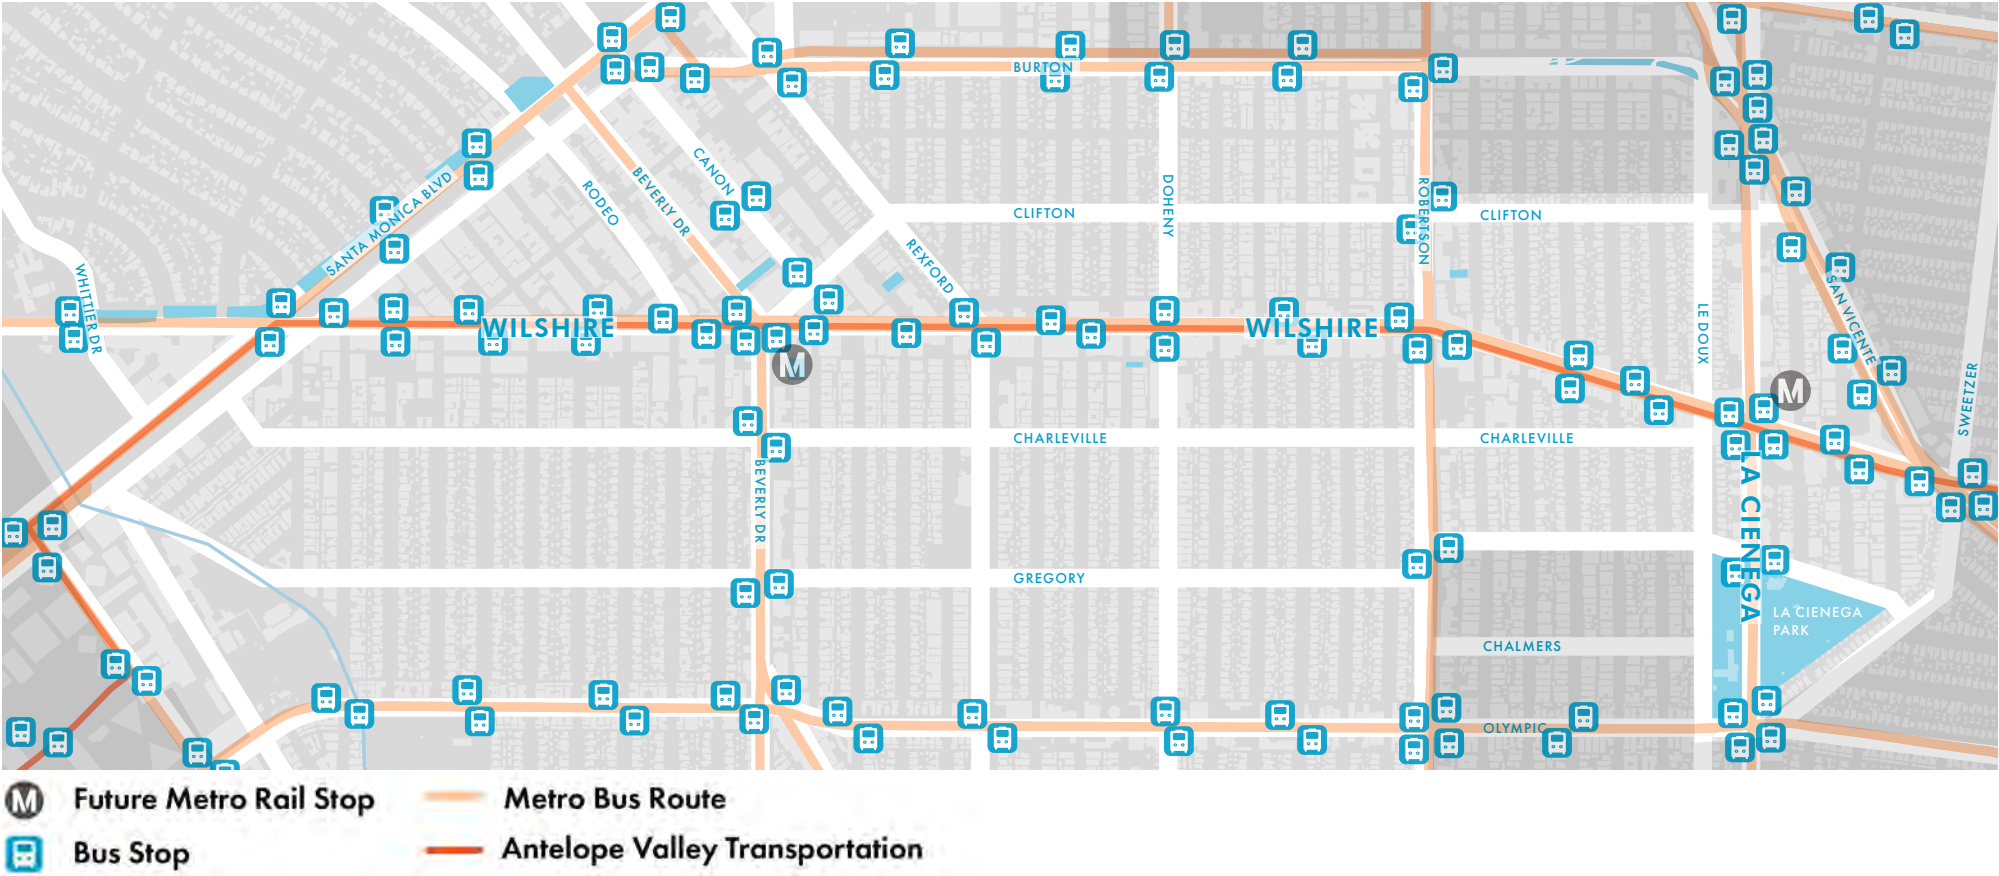 BURTON
CANON
SANTA MONICA BLVD
RODEO
BEVERLY DR
DOHENY
ROBERTSON
CLIFTON
CLIFTON
REXFORD
WHITTIER DR
SAN VICENTE
LE DOUX
WILSHIRE
WILSHIRE
SWEETZER
M
M
CHARLEVILLE
CHARLEVILLE
BEVERLY DR
LA CIENEGA
GREGORY
LA CIENEGA
PARK
CHALMERS
OLYMPIC
M Future Metro Rail Stop
Metro Bus Route
Bus Stop
Antelope Valley Transportation